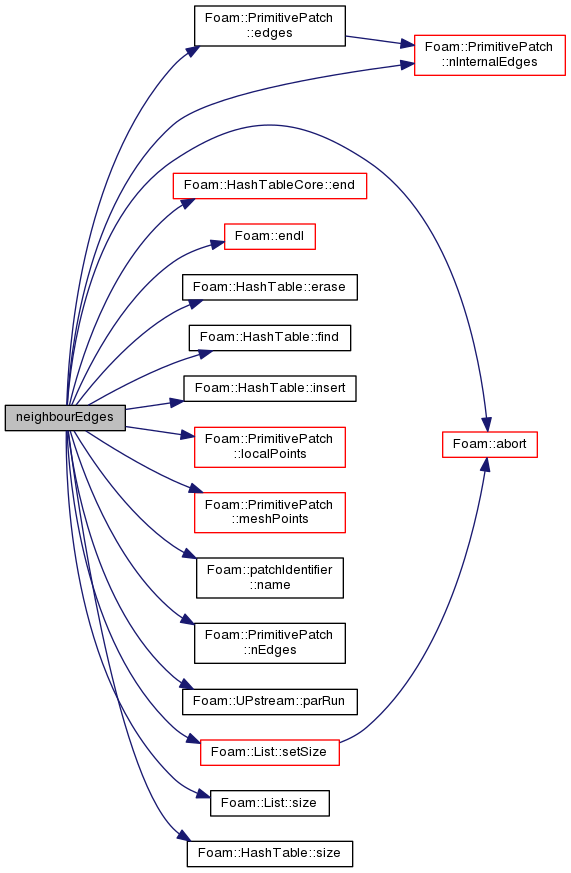 neighbourEdges
Foam::PrimitivePatch
::edges
Foam::PrimitivePatch
::nInternalEdges
Foam::HashTableCore::end
Foam::endl
Foam::HashTable::erase
Foam::HashTable::find
Foam::HashTable::insert
Foam::PrimitivePatch
::localPoints
Foam::abort
Foam::PrimitivePatch
::meshPoints
Foam::patchIdentifier
::name
Foam::PrimitivePatch
::nEdges
Foam::UPstream::parRun
Foam::List::setSize
Foam::List::size
Foam::HashTable::size